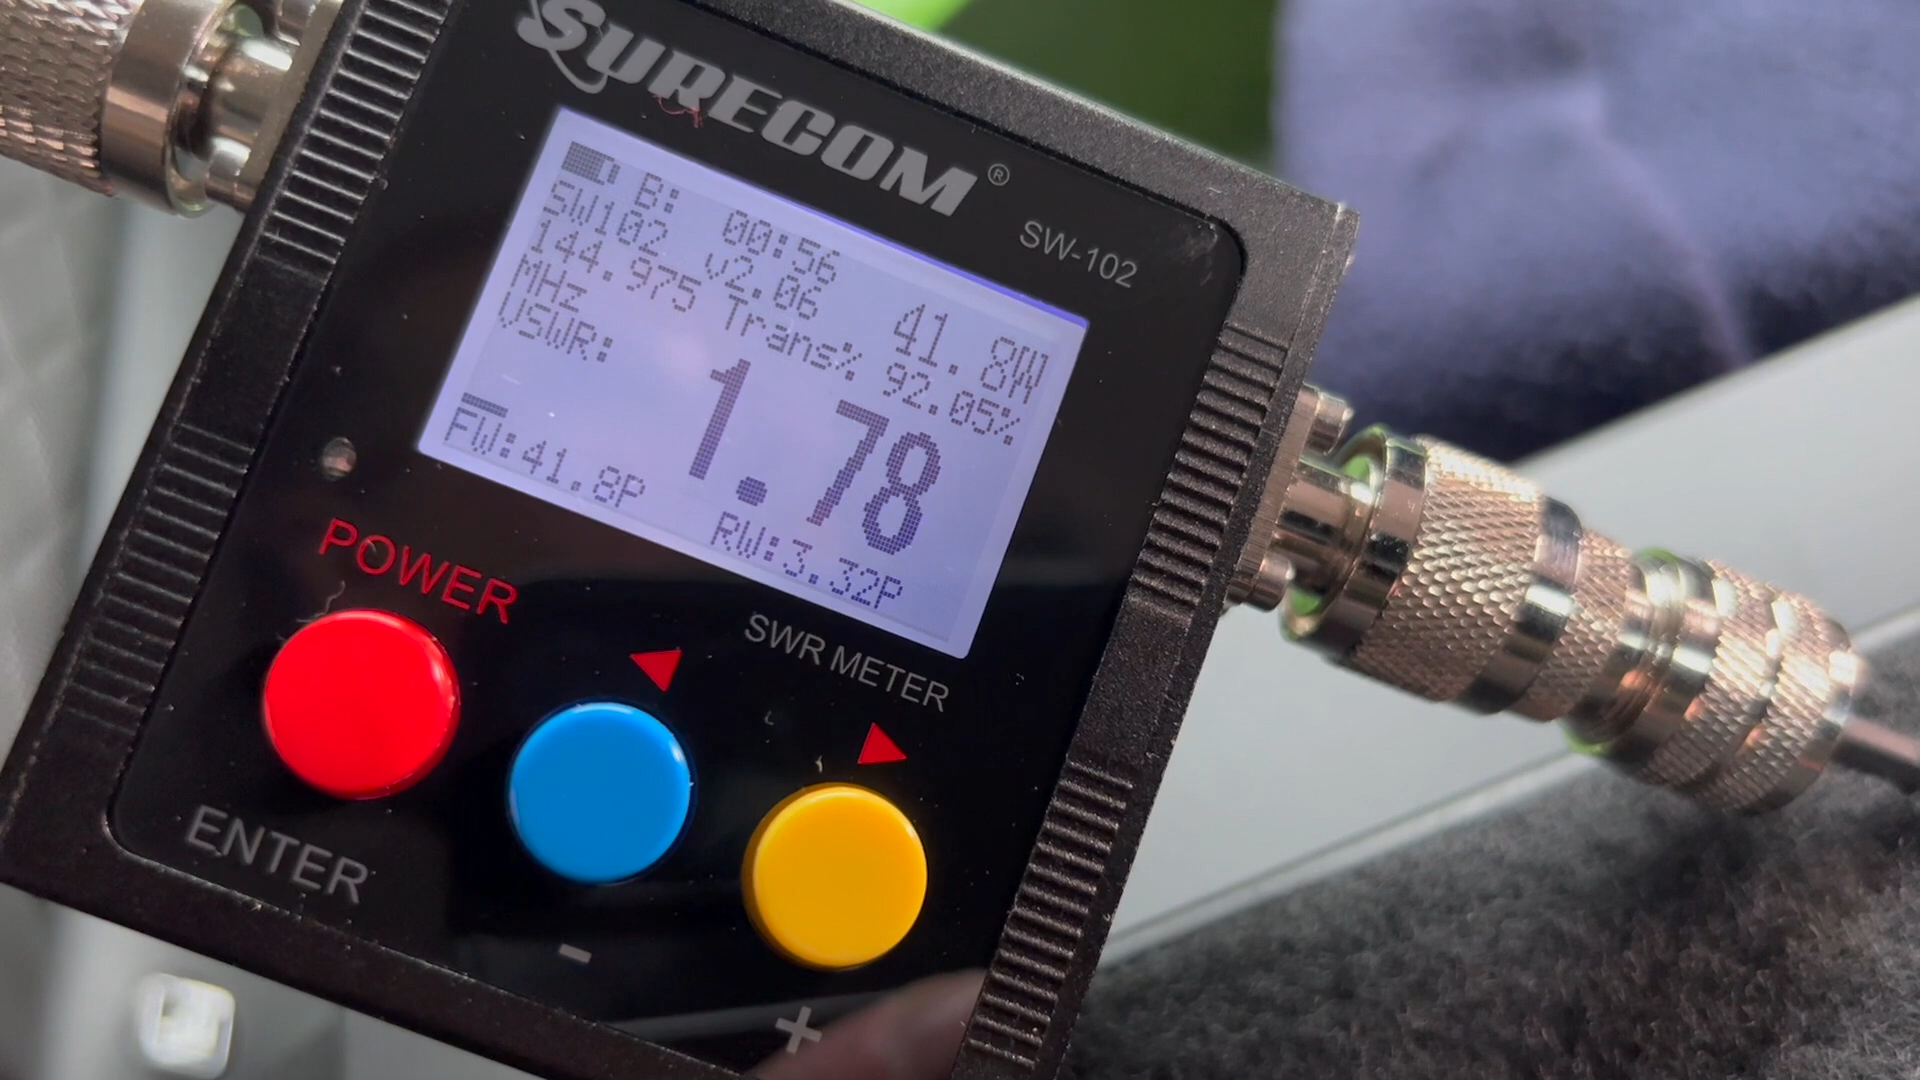 SURECOM®
SW-102
B: 00:56 41.8W
SW102 v2.06
144.975 Trans% 92.05%
MHz
VSWR: 1.78
FW:41.8P RW:3.32P
POWER
SWR METER
ENTER
-
+